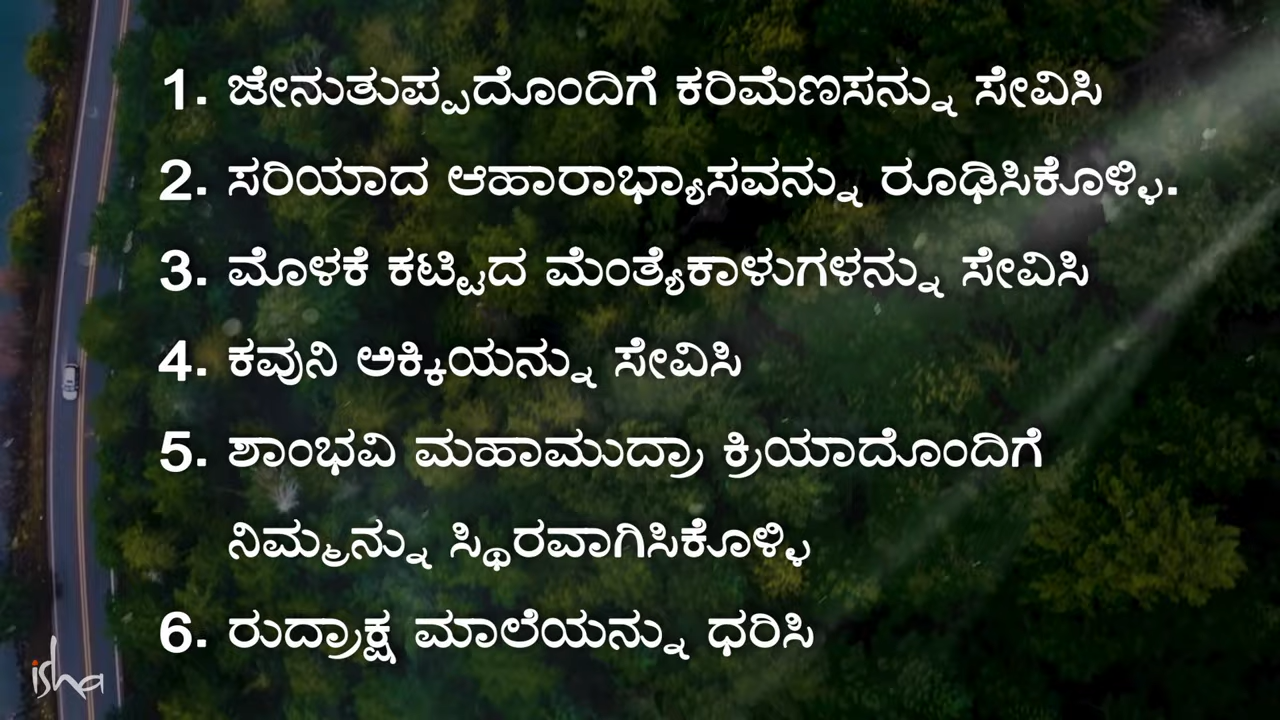 1. ಜೇನುತುಪ್ಪದೊಂದಿಗೆ ಕರಿಮೆಣಸನ್ನು ಸೇವಿಸಿ
2. ಸರಿಯಾದ ಆಹಾರಾಭ್ಯಾಸವನ್ನು ರೂಢಿಸಿಕೊಳ್ಳಿ.
3. ಮೊಳಕೆ ಕಟ್ಟಿದ ಮೆಂತ್ಯೆಕಾಳುಗಳನ್ನು ಸೇವಿಸಿ
4. ಕವುನಿ ಅಕ್ಕಿಯನ್ನು ಸೇವಿಸಿ
5. ಶಾಂಭವಿ ಮಹಾಮುದ್ರಾ ಕ್ರಿಯಾದೊಂದಿಗೆ
ನಿಮ್ಮನ್ನು ಸ್ಥಿರವಾಗಿಸಿಕೊಳ್ಳಿ
6. ರುದ್ರಾಕ್ಷ ಮಾಲೆಯನ್ನು ಧರಿಸಿ
isha